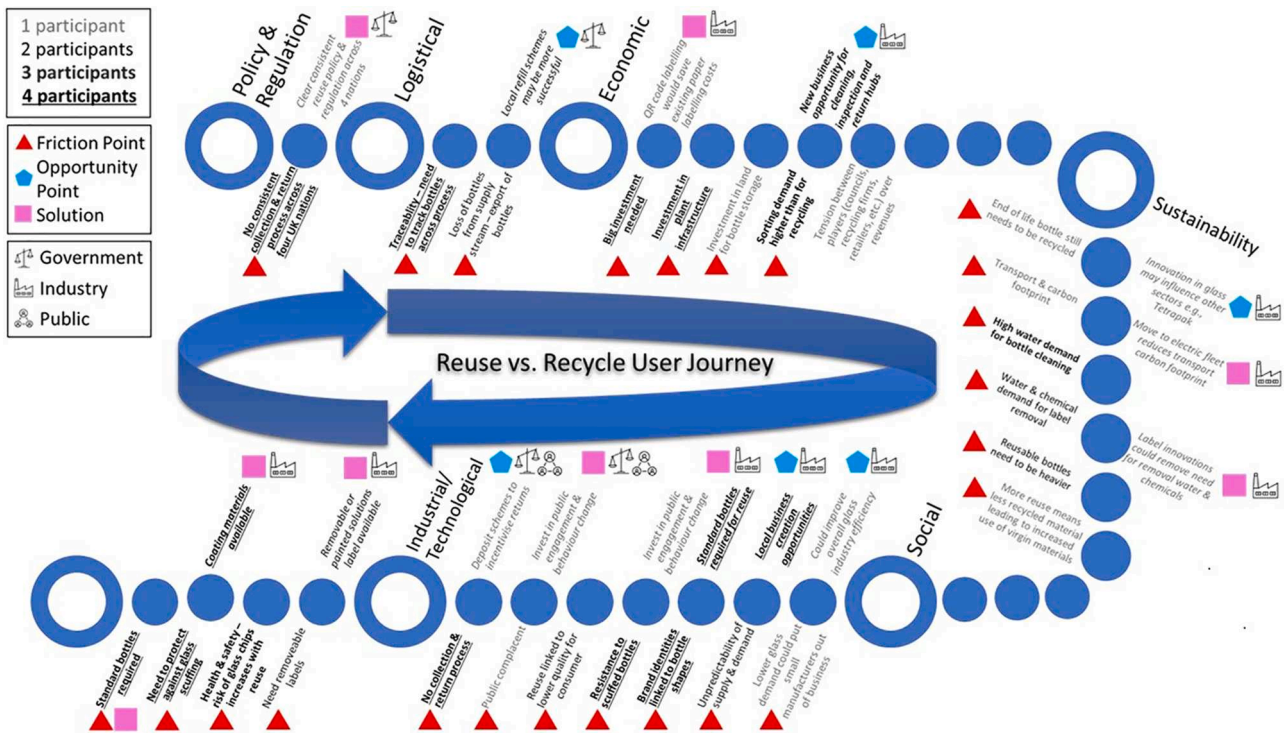 1 participant
2 participants
3 participants
4 participants
Friction Point
Opportunity
Point
Solution
Government
Industry
Public
Policy &
Regulation
Clear consistent
reuse policy &
regulation across
4 nations
No consistent
collection & return
process across
four UK nations
Logistical
Local refill schemes
may be more
successful
Traceability – need
to track bottles
across process
Loss of bottles
from supply
stream – export of
bottles
Economic
QR code labelling
would save
existing paper
labelling costs
New business
opportunity for
cleaning,
inspection and
return hubs
Big investment
needed
Investment in
plant
infrastructure
Investment in land
for bottle storage
Sorting demand
higher than for
recycling
Tension between
players (councils,
recycling firms,
retailers, etc.) over
revenues
Sustainability
End of life bottle still
needs to be recycled
Transport & carbon
footprint
High water demand
for bottle cleaning
Water & chemical
demand for label
removal
Reusable bottles
need to be heavier
More reuse means
less recycled material
leading to increased
use of virgin materials
Innovation in glass
may influence other
sectors e.g.,
Tetrapak
Move to electric fleet
reduces transport
carbon footprint
Label innovations
could remove need
for removal water &
chemicals
Reuse vs. Recycle User Journey
Coating materials
available
Removable or
painted solutions
label available
Industrial/
Technological
Deposit schemes to
incentivise returns
Invest in public
engagement &
behaviour change
Invest in public
engagement &
behaviour change
Standard bottles
required for reuse
Local business
creation
opportunities
Could improve
overall glass
industry efficiency
Social
Standard bottles
required
Need to protect
against glass
scuffing
Health & safety –
risk of glass chips
increases with
reuse
Need removeable
labels
No collection &
return process
Public complacent
Reuse linked to
lower quality for
consumer
Resistance to
scuffed bottles
Brand identities
linked to bottle
shapes
Unpredictability of
supply & demand
Lower glass
demand could put
small
manufacturers out
of business